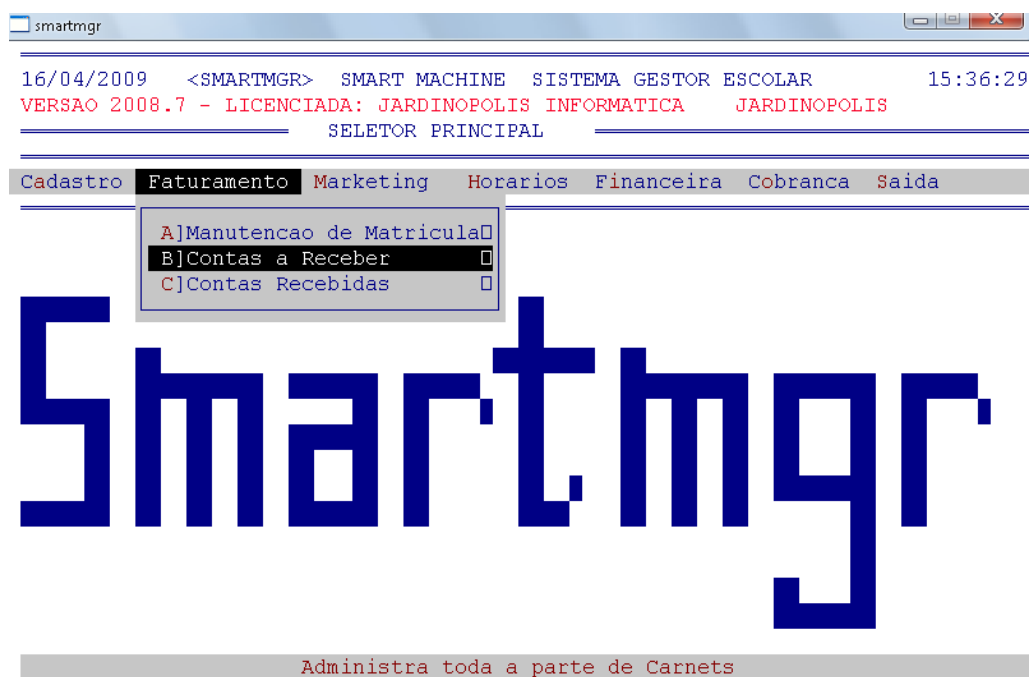 smartmgr
16/04/2009 <SMARTMGR> SMART MACHINE SISTEMA GESTOR ESCOLAR 15:36:29
VERSAO 2008.7 - LICENCIADA: JARDINOPOLIS INFORMATICA JARDINOPOLIS
SELETOR PRINCIPAL
Cadastro Faturamento Marketing Horarios Financeira Cobranca Saida
A]Manutencao de Matricula
B]Contas a Receber
C]Contas Recebidas
Smartmgr
Administra toda a parte de Carnets